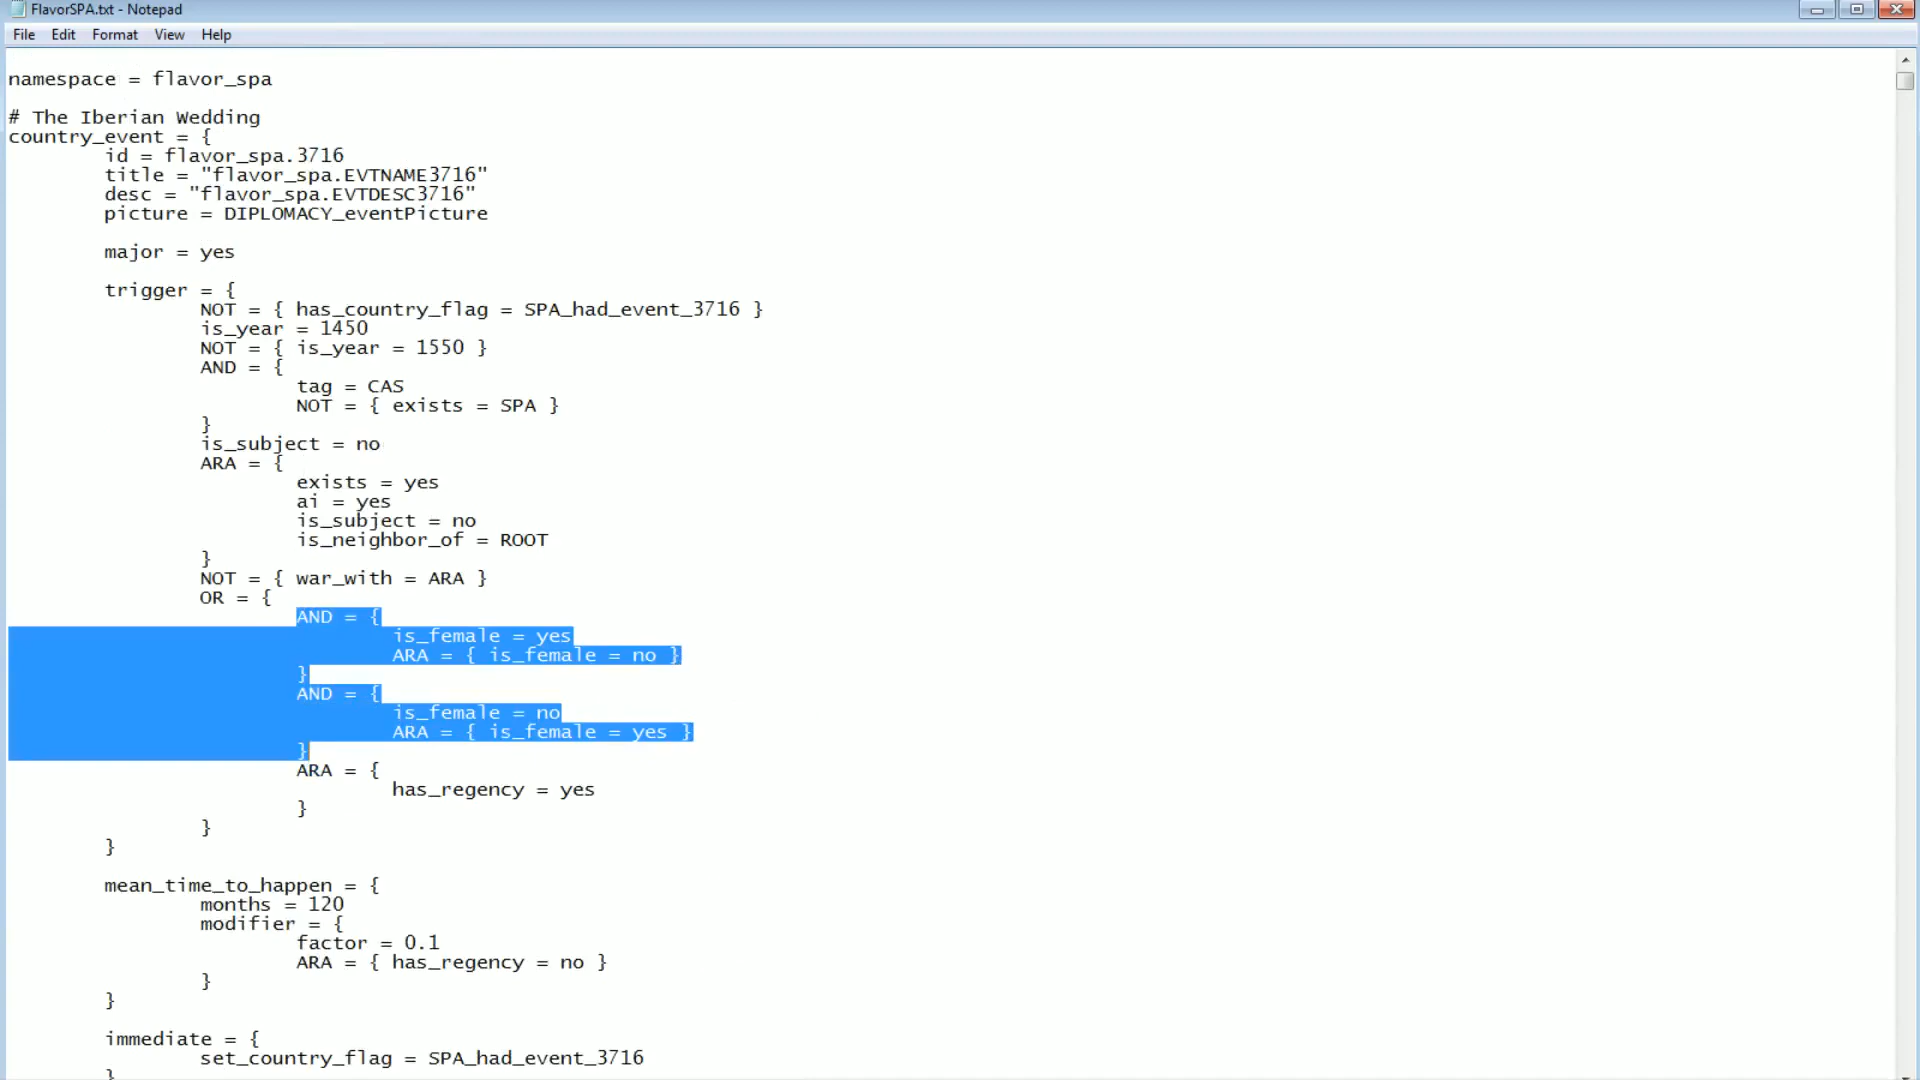 FlavorSPA.txt - Notepad
File Edit Format View Help
namespace = flavor_spa
# The Iberian Wedding
country_event = {
id = flavor_spa.3716
title = "flavor_spa.EVTNAME3716"
desc = "flavor_spa.EVTDESC3716"
picture = DIPLOMACY_eventPicture
major = yes
trigger = {
NOT = { has_country_flag = SPA_had_event_3716 }
is_year = 1450
NOT = { is_year = 1550 }
AND = {
tag = CAS
NOT = { exists = SPA }
}
is_subject = no
ARA = {
exists = yes
ai = yes
is_subject = no
is_neighbor_of = ROOT
}
NOT = { war_with = ARA }
OR = {
AND = {
is_female = yes
ARA = { is_female = no }
}
AND = {
is_female = no
ARA = { is_female = yes }
}
ARA = {
has_regency = yes
}
}
}
mean_time_to_happen = {
months = 120
modifier = {
factor = 0.1
ARA = { has_regency = no }
}
}
immediate = {
set_country_flag = SPA_had_event_3716
}